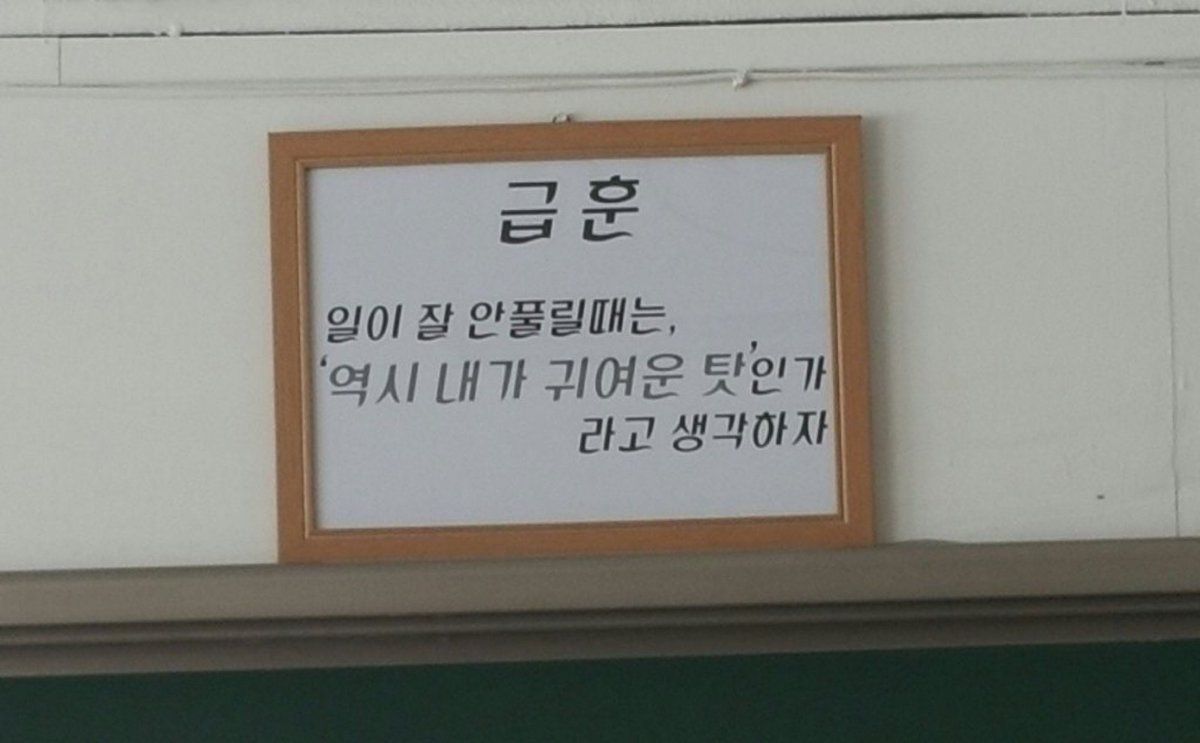 급훈
일이 잘 안풀릴때는,
'역시 내가 귀여운 탓'인가
라고 생각하자